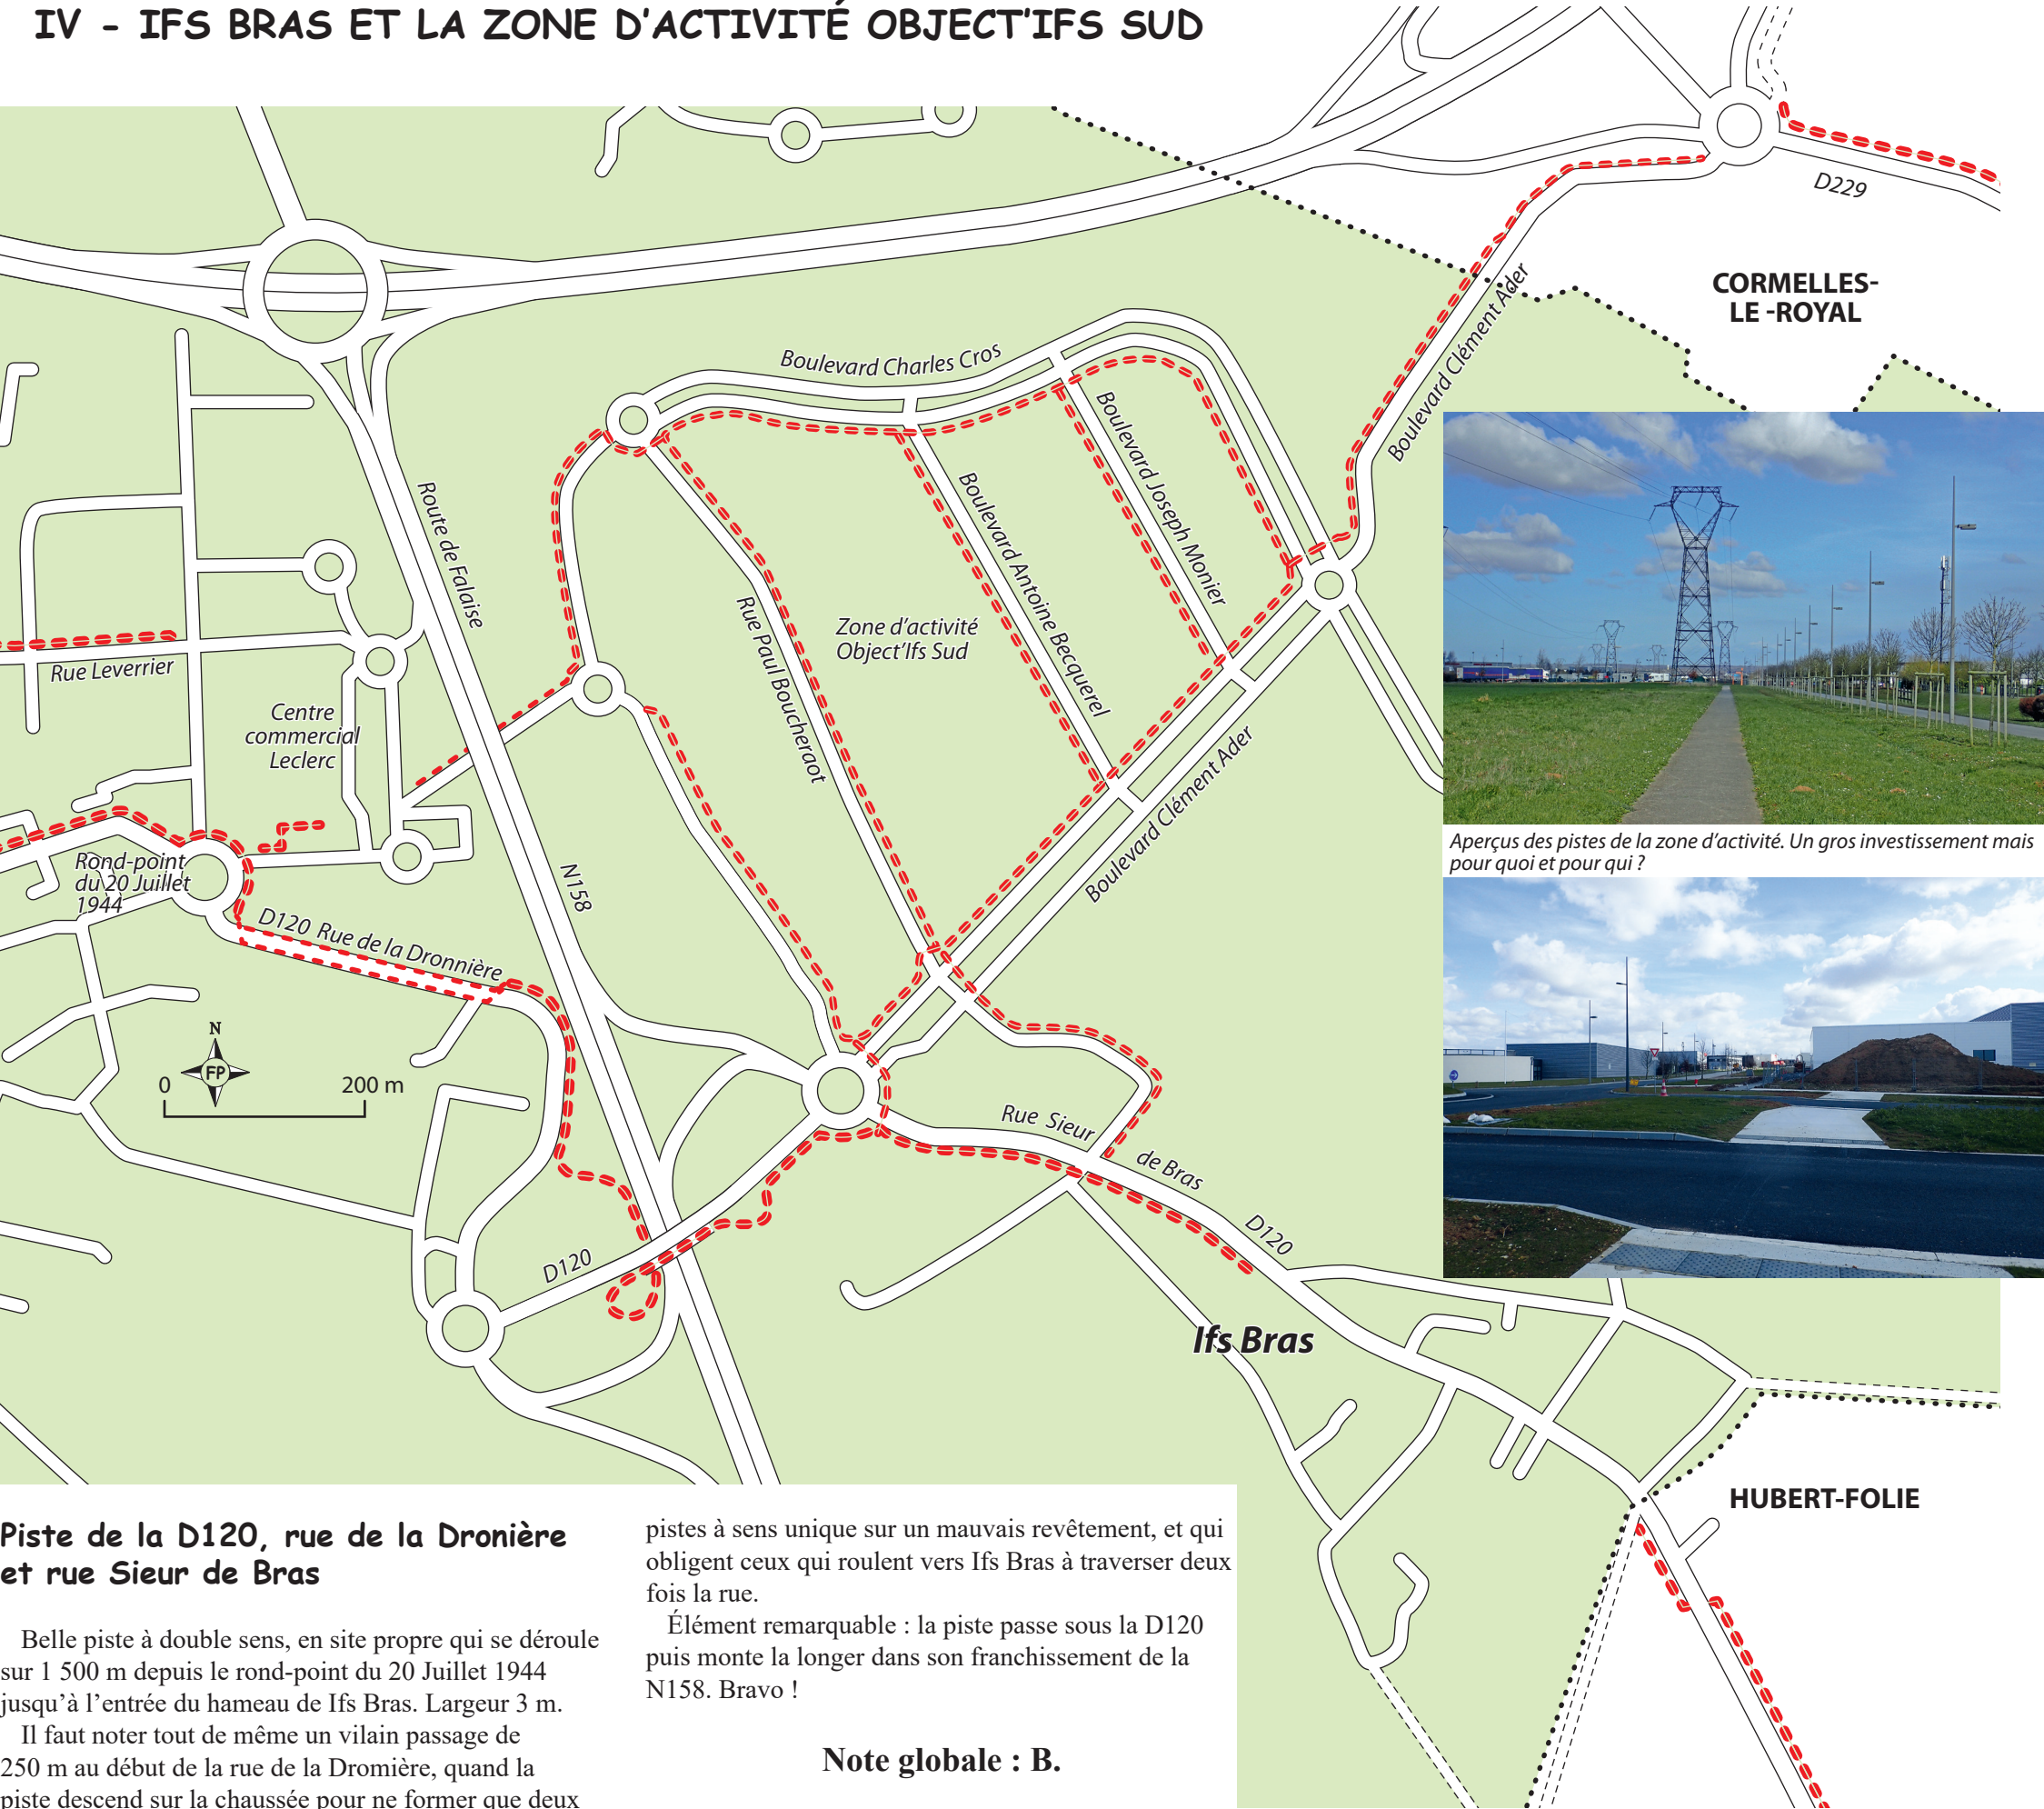 IV - IFS BRAS ET LA ZONE D'ACTIVITÉ OBJECT'IFS SUD
D229
CORMELLES-
LE -ROYAL
Boulevard Charles Cros
Boulevard Clément Ader
Boulevard Joseph Monier
Boulevard Antoine Becquerel
Route de Falaise
Rue Paul Boucheraot
Zone d'activité
Object'Ifs Sud
Rue Leverrier
Centre
commercial
Leclerc
Boulevard Clément Ader
Aperçus des pistes de la zone d'activité. Un gros investissement mais
pour quoi et pour qui ?
Rond-point
du 20 Juillet
1944
N158
D120 Rue de la Dronnière
N
FP
0 200 m
Rue Sieur
de Bras
D120
D120
Ifs Bras
HUBERT-FOLIE
Piste de la D120, rue de la Dronière
et rue Sieur de Bras
Belle piste à double sens, en site propre qui se déroule
sur 1 500 m depuis le rond-point du 20 Juillet 1944
jusqu'à l'entrée du hameau de Ifs Bras. Largeur 3 m.
Il faut noter tout de même un vilain passage de
250 m au début de la rue de la Dromière, quand la
piste descend sur la chaussée pour ne former que deux
pistes à sens unique sur un mauvais revêtement, et qui
obligent ceux qui roulent vers Ifs Bras à traverser deux
fois la rue.
Élément remarquable : la piste passe sous la D120
puis monte la longer dans son franchissement de la
N158. Bravo !
Note globale : B.